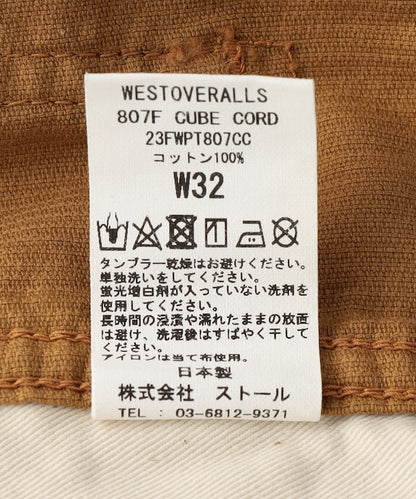 WESTOVERALLS
807F CUBE CORD
23FWPT807CC
コットン100%
W32
タンブラー乾燥はお避けください。
単独洗いをしてください。
蛍光増白剤が入っていない洗剤を
使用してください。
長時間の浸漬や濡れたままの放置
は避け、洗濯後はすばやく干して
ください。
アイロンは当て布使用。
日本製
株式会社 ストール
TEL : 03-6812-9371